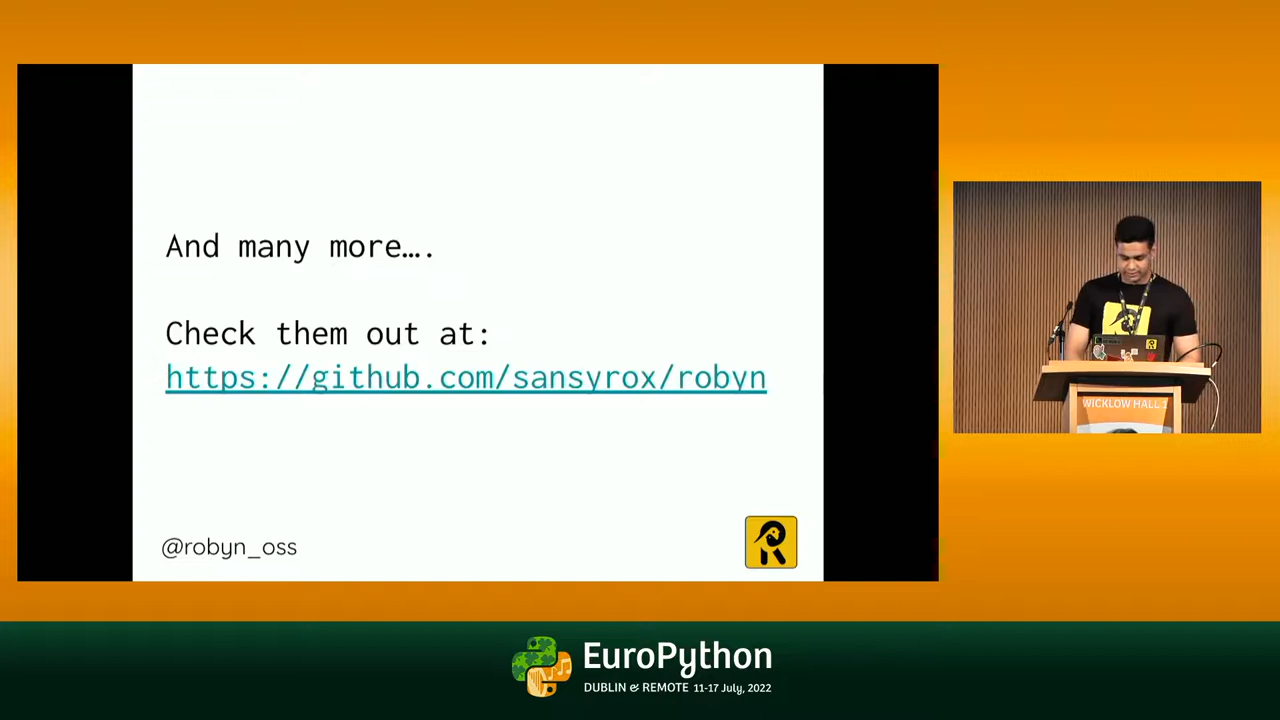 And many more….
Check them out at:
https://github.com/sansyrox/robyn
@robyn_oss
WICKLOW HALL 1
EuroPython
DUBLIN & REMOTE 11-17 July, 2022